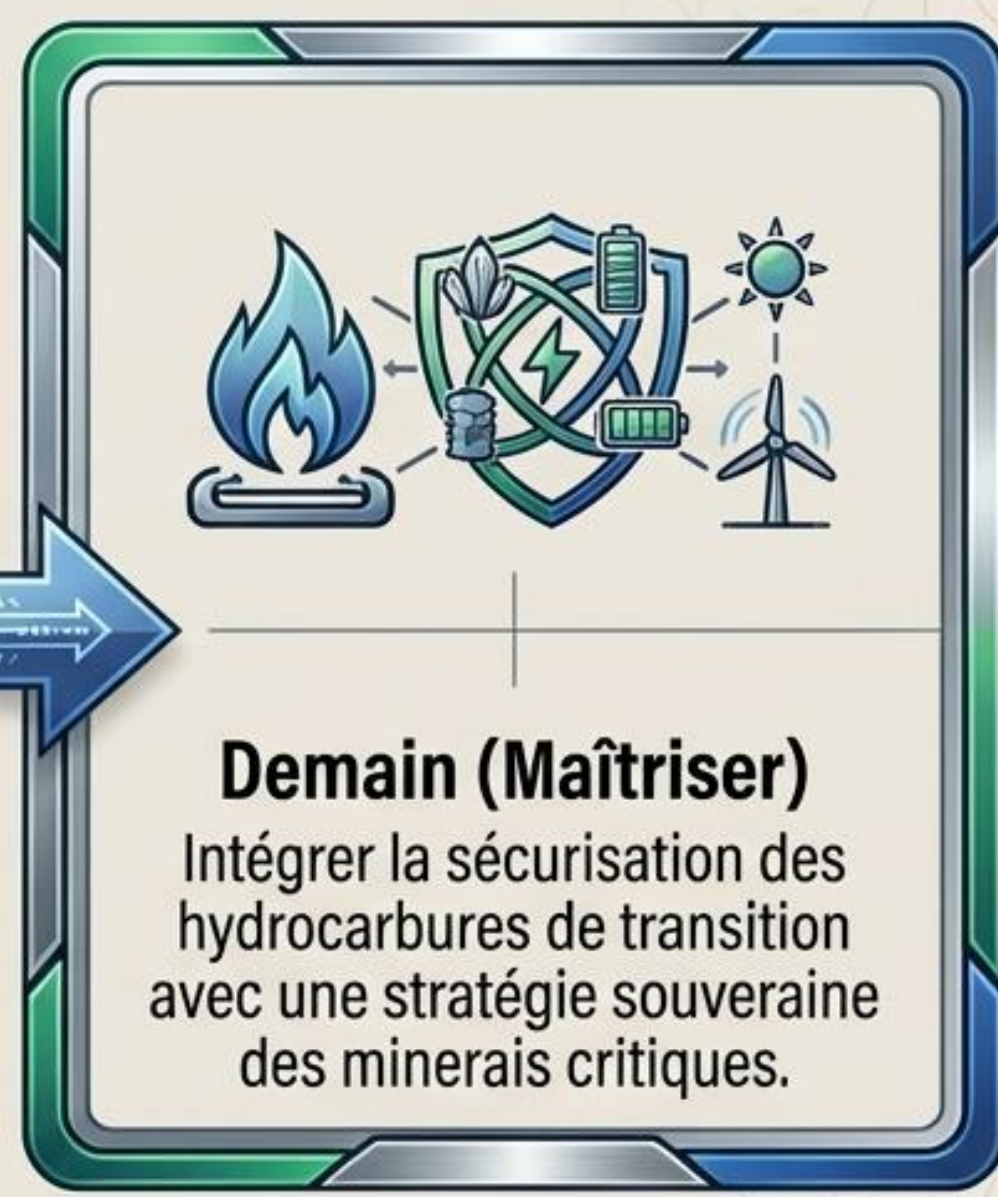 Demain (Maîtriser)
Intégrer la sécurisation des
hydrocarbures de transition
avec une stratégie souveraine
des minerais critiques.